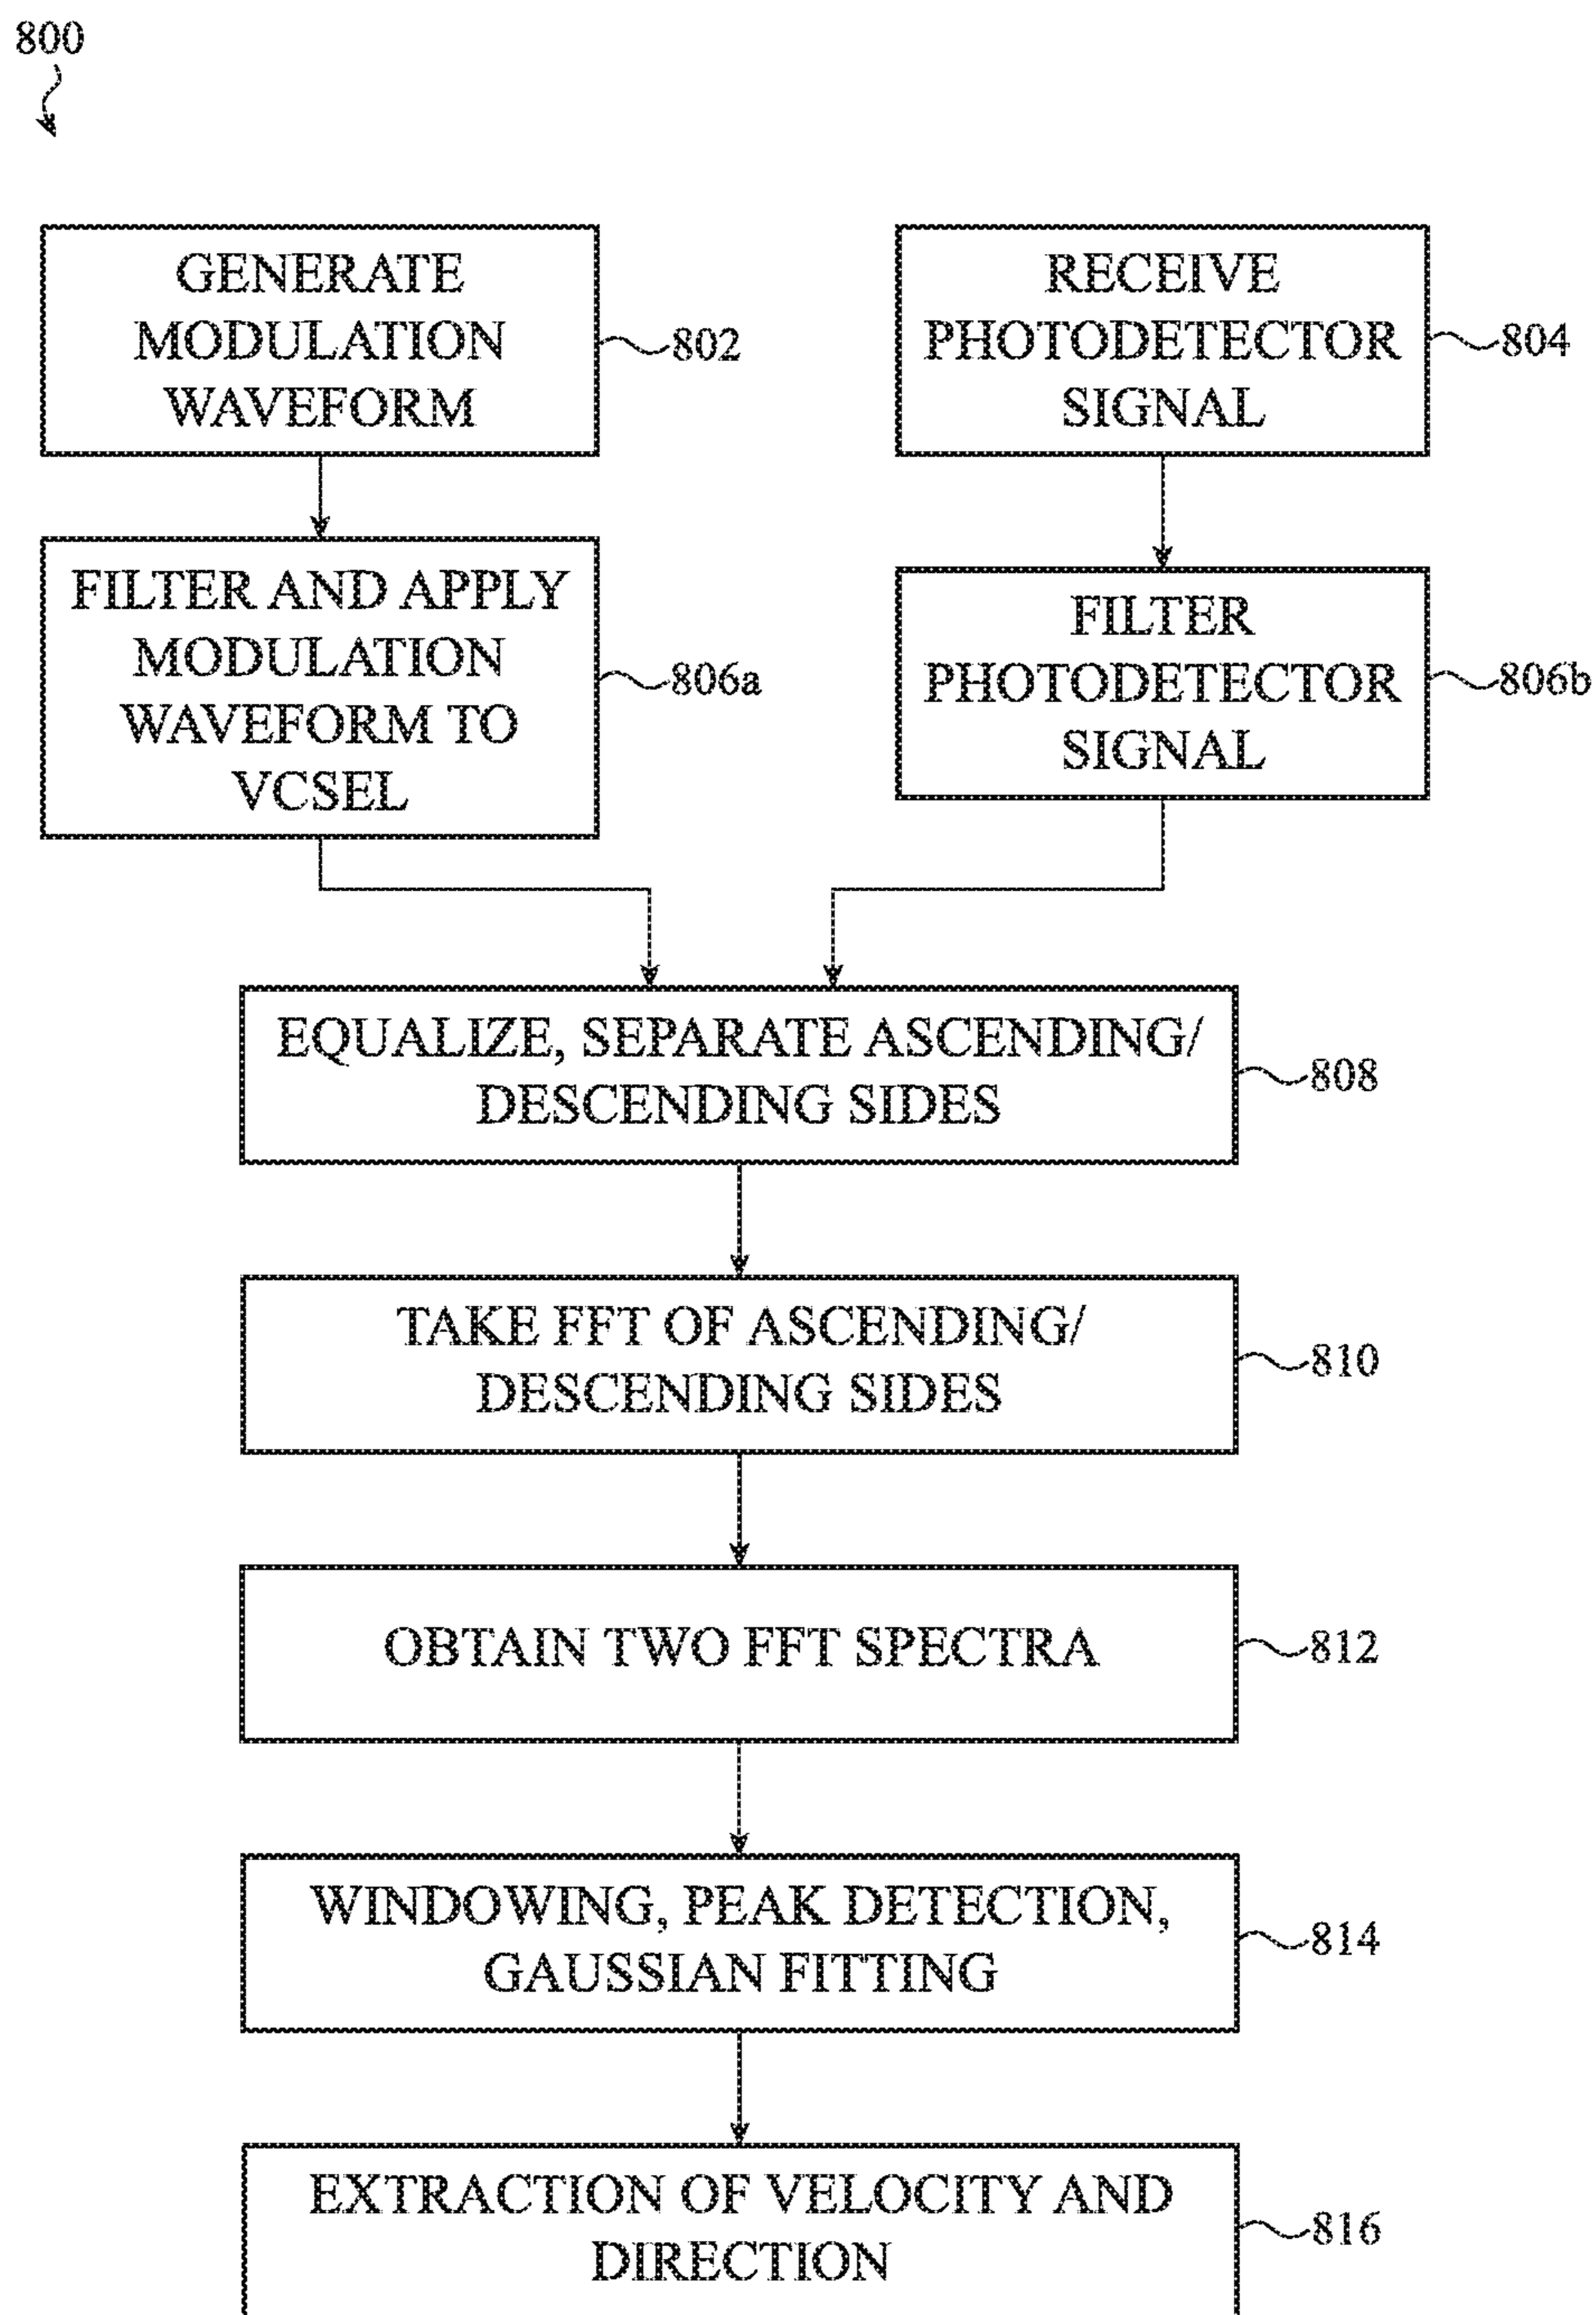 800
GENERATE
MODULATION
WAVEFORM
802
RECEIVE
PHOTODETECTOR
SIGNAL
804
FILTER AND APPLY
MODULATION
WAVEFORM TO
VCSEL
806a
FILTER
PHOTODETECTOR
SIGNAL
806b
EQUALIZE, SEPARATE ASCENDING/
DESCENDING SIDES
808
TAKE FFT OF ASCENDING/
DESCENDING SIDES
810
OBTAIN TWO FFT SPECTRA
812
WINDOWING, PEAK DETECTION,
GAUSSIAN FITTING
814
EXTRACTION OF VELOCITY AND
DIRECTION
816